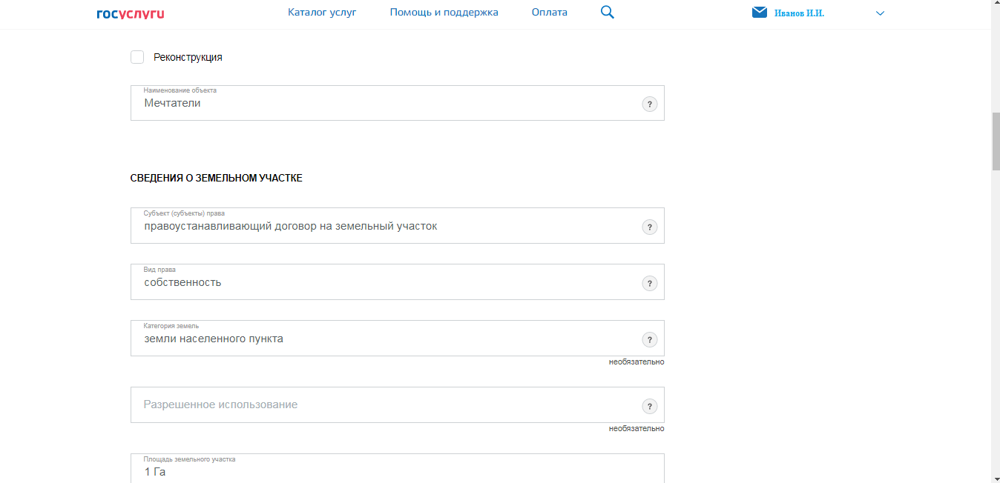 госуслуги Каталог услуг Помощь и поддержка Оплата Иванов И.И.
Реконструкция
Наименование объекта
Мечтатели
?
СВЕДЕНИЯ О ЗЕМЕЛЬНОМ УЧАСТКЕ
Субъект (субъекты) права
правоустанавливающий договор на земельный участок
?
Вид права
собственность
?
Категория земель
земли населенного пункта
?
необязательно
Разрешенное использование
?
необязательно
Площадь земельного участка
1 Га